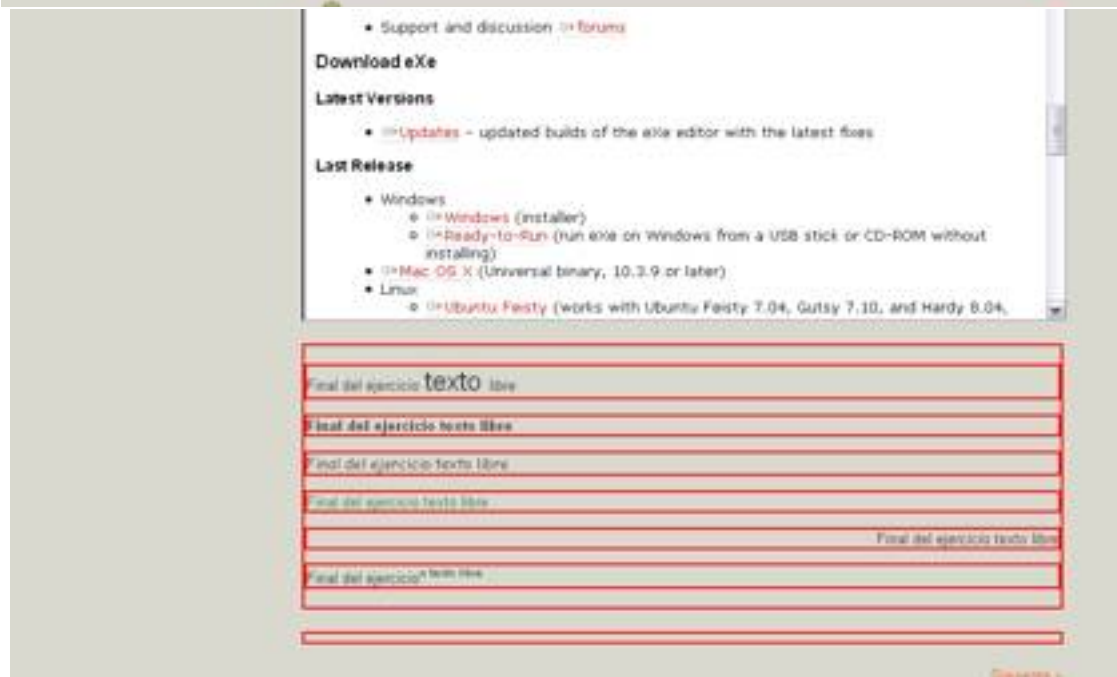 • Support and discussion forums
Download eXe
Latest Versions
• Updates – updated builds of the eXe editor with the latest fixes
Last Release
• Windows
Windows (installer)
Ready-to-Run (run eXe on Windows from a USB stick or CD-ROM without
installing)
• Mac OS X (Universal binary, 10.3.9 or later)
• Linux
Ubuntu Feisty (works with Ubuntu Feisty 7.04, Gutsy 7.10, and Hardy 8.04,
Final del ejercicio texto libre
Final del ejercicio texto libre
Final del ejercicio texto libre
Final del ejercicio texto libre
Final del ejercicio texto libre
Final del ejercicio texto libre